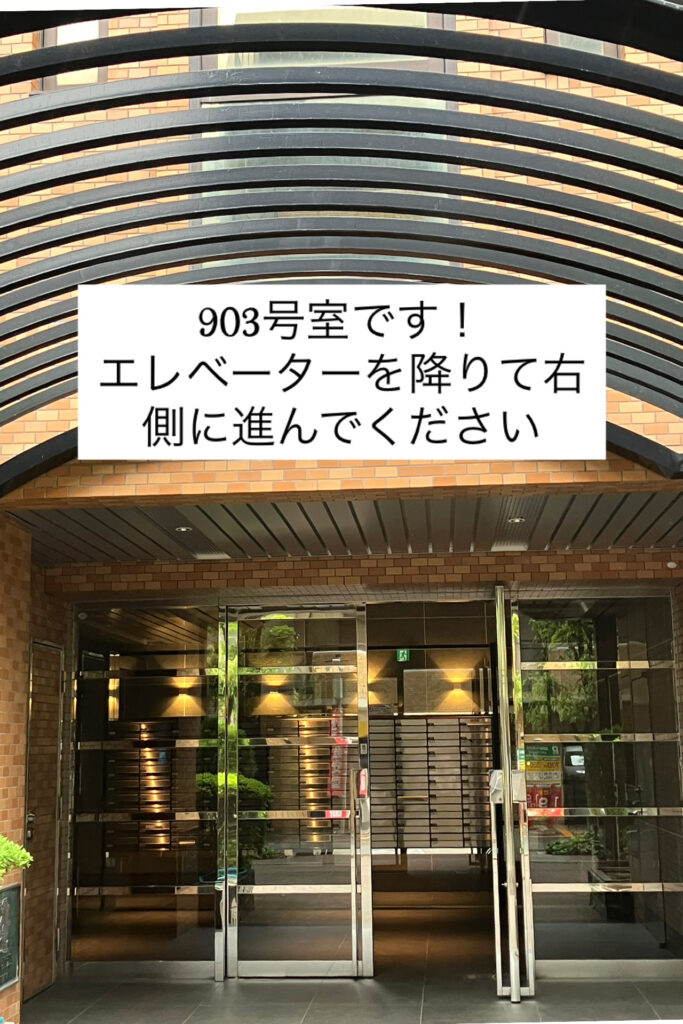 903号室です！
エレベーターを降りて右
側に進んでください